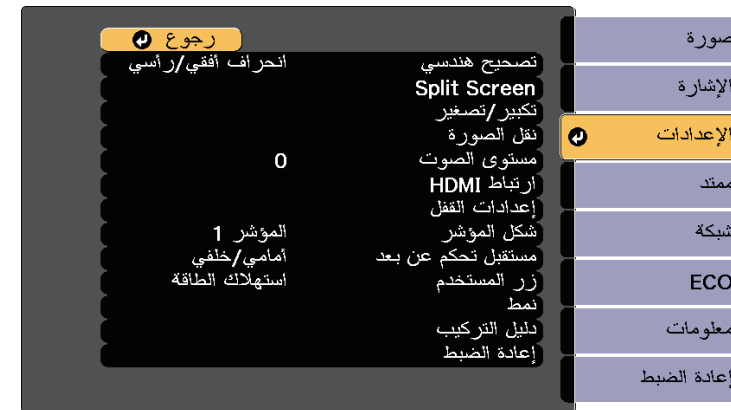 صورة
الإشارة
الإعدادات
ممتد
شبكة
ECO
معلومات
إعادة الضبط
رجوع
تصحيح هندسي انحراف أفقي/رأسي
Split Screen
تكبير/تصغير
نقل الصورة
مستوى الصوت 0
ارتباط HDMI
إعدادات القفل
شكل المؤشر المؤشر 1
مستقبل تحكم عن بعد أمامي/خلفي
زر المستخدم استهلاك الطاقة
نمط
دليل التركيب
إعادة الضبط